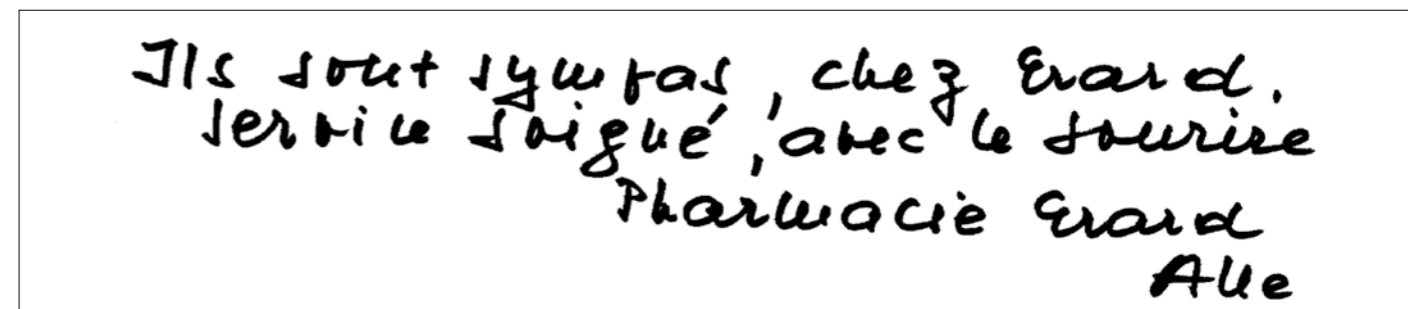 Ils sont sympas, chez Erard.
Service soigné, avec le sourire
Pharmacie Erard
Alle